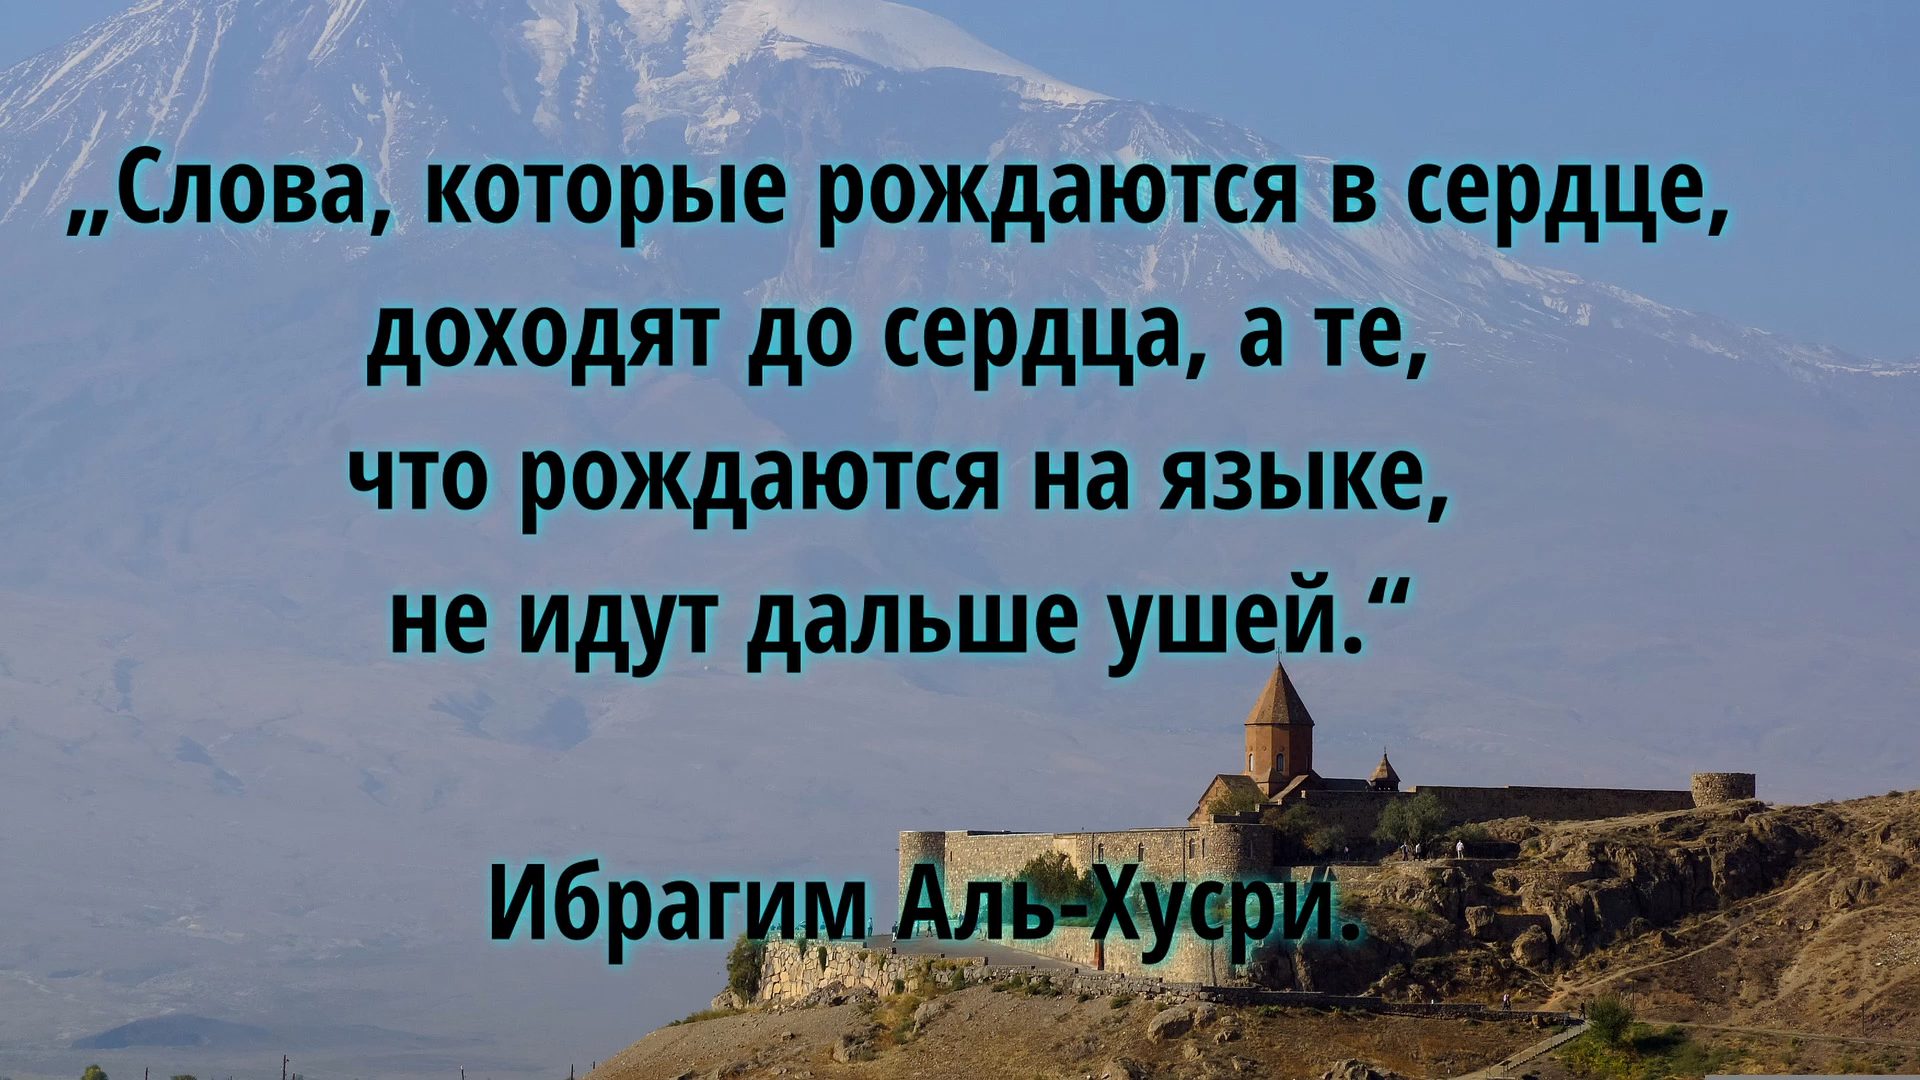 „Слова, которые рождаются в сердце,
доходят до сердца, а те,
что рождаются на языке,
не идут дальше ушей.“
Ибрагим Аль-Хусри.